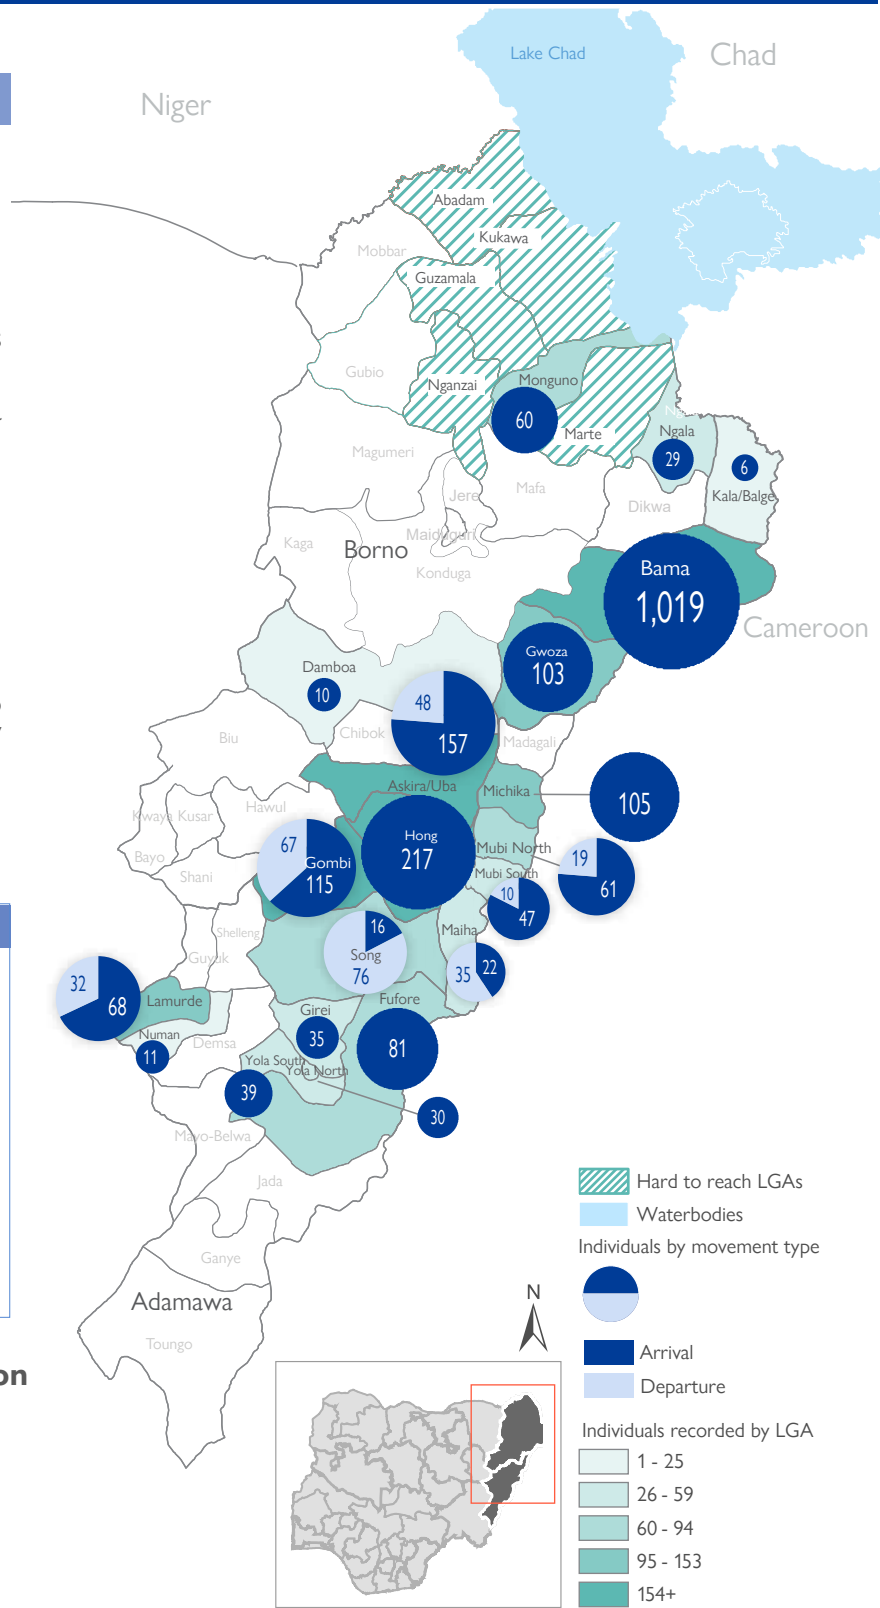 Lake Chad
Chad
Niger
Abadam
Kukawa
Mobbar
Guzamala
Gubio
Nganzai
Monguno
60
Marte
Ngala
29
6
Kala/Balge
Magumeri
Jere
Mafa
Dikwa
Kaga
Maiduguri
Borno
Konduga
Bama
1,019
Cameroon
Gwoza
103
Damboa
10
48
157
Chibok
Madagali
Biu
Askira/Uba
Michika
105
Kwaya Kusar
Hawul
Hong
217
Mubi North
19
61
67
Gombi
115
Bayo
Shani
Mubi South
10
47
Shelleng
16
Song
76
Maiha
35
22
Guyuk
32
68
Lamurde
Fufore
Girei
35
81
Numan
11
Demsa
Yola South
Yola North
39
30
Mayo-Belwa
Jada
Ganye
Adamawa
Toungo
on
N
Hard to reach LGAs
Waterbodies
Individuals by movement type
Arrival
Departure
Individuals recorded by LGA
1 - 25
26 - 59
60 - 94
95 - 153
154+